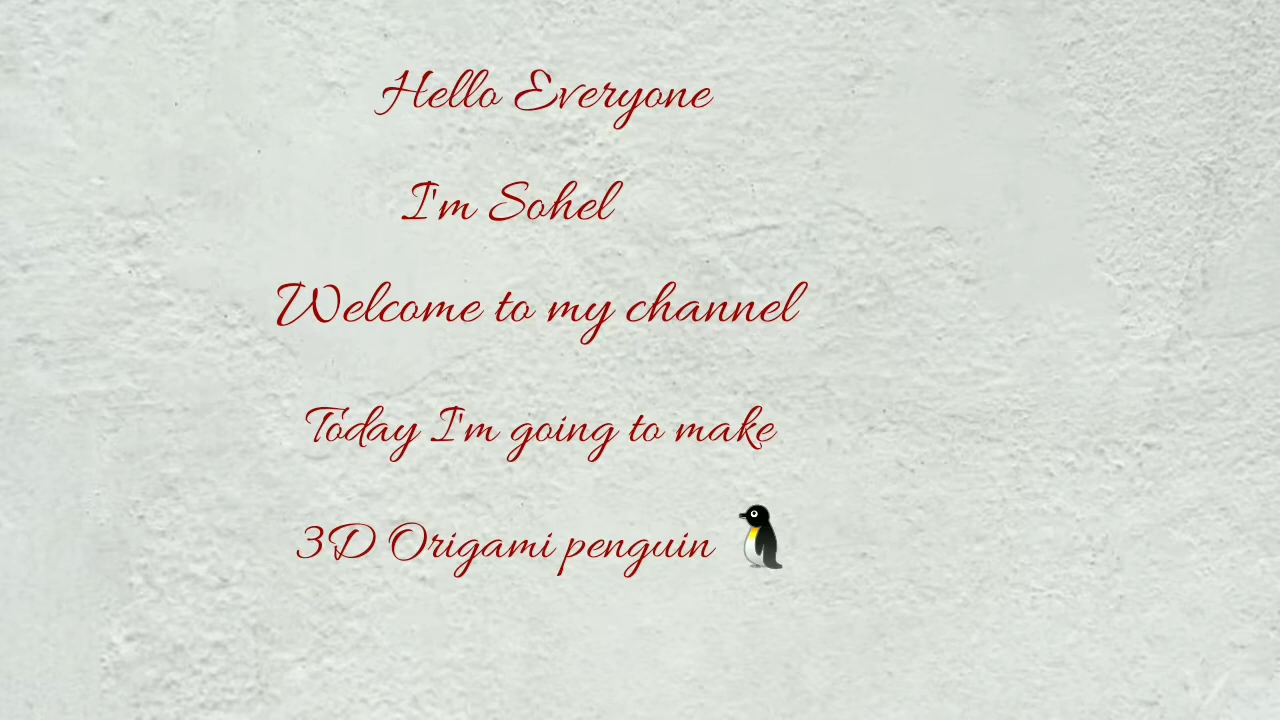 Hello Everyone
I'm Sohel
Welcome to my channel
Today I'm going to make
3D Origami penguin 🐧